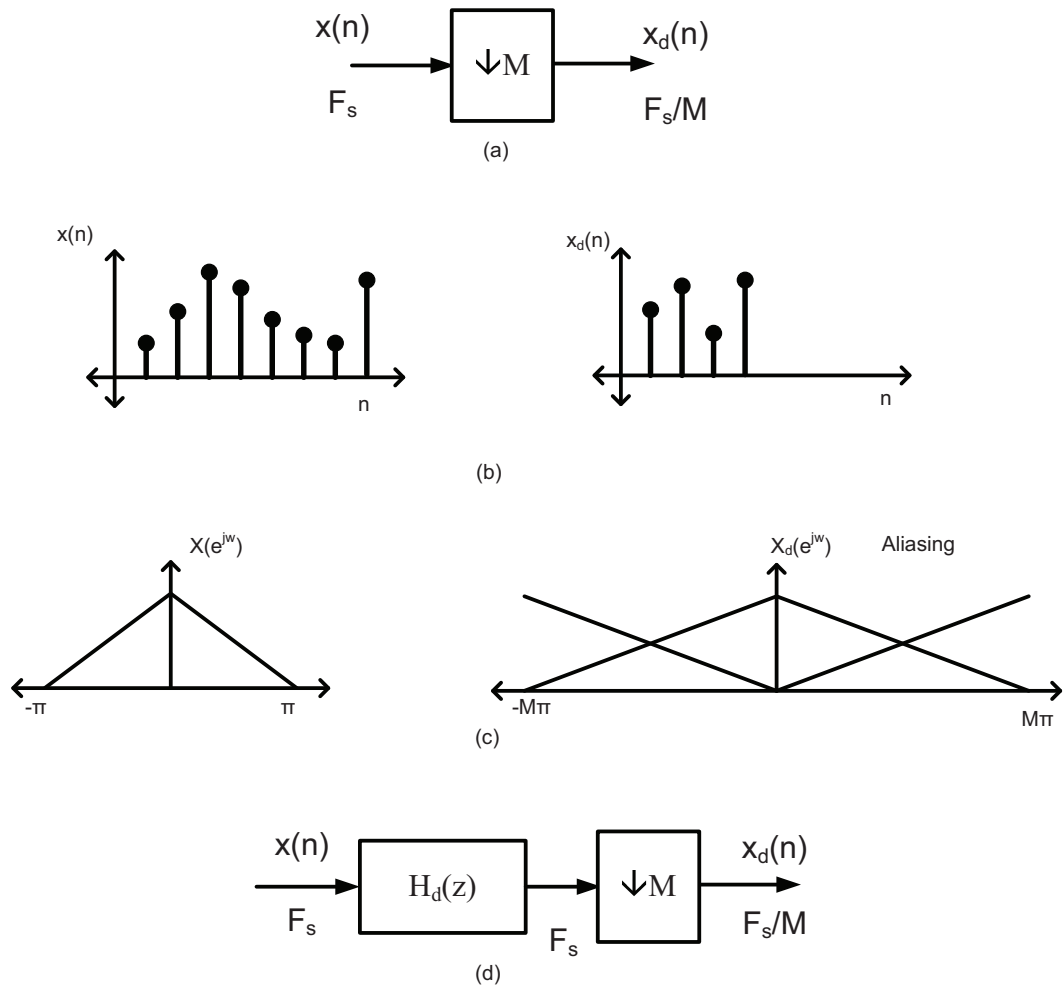 x(n)
x_d(n)
↓M
F_s
F_s/M
(a)
x(n)
x_d(n)
n
n
(b)
X(e^jw)
X_d(e^jw)
Aliasing
-π
π
-Mπ
Mπ
(c)
x(n)
x_d(n)
H_d(z)
↓M
F_s
F_s
F_s/M
(d)